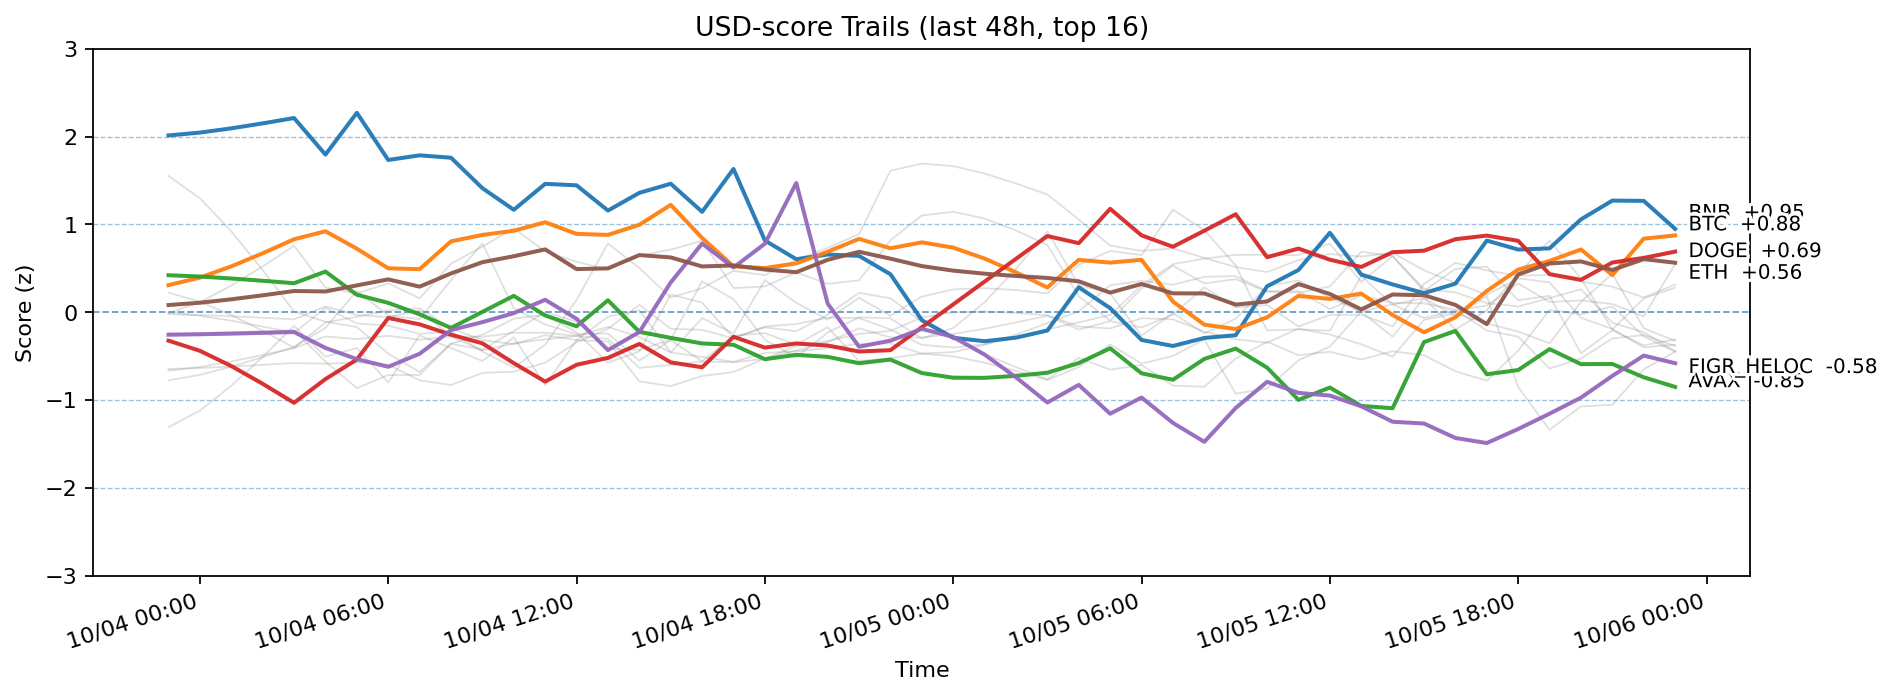 USD-score Trails (last 48h, top 16)
Score (z)
3
2
1
0
−1
−2
−3
BNB +0.95
BTC +0.88
DOGE +0.69
ETH +0.56
FIGR_HELOC -0.58
AVAX -0.85
10/04 00:00
10/04 06:00
10/04 12:00
10/04 18:00
10/05 00:00
10/05 06:00
10/05 12:00
10/05 18:00
10/06 00:00
Time